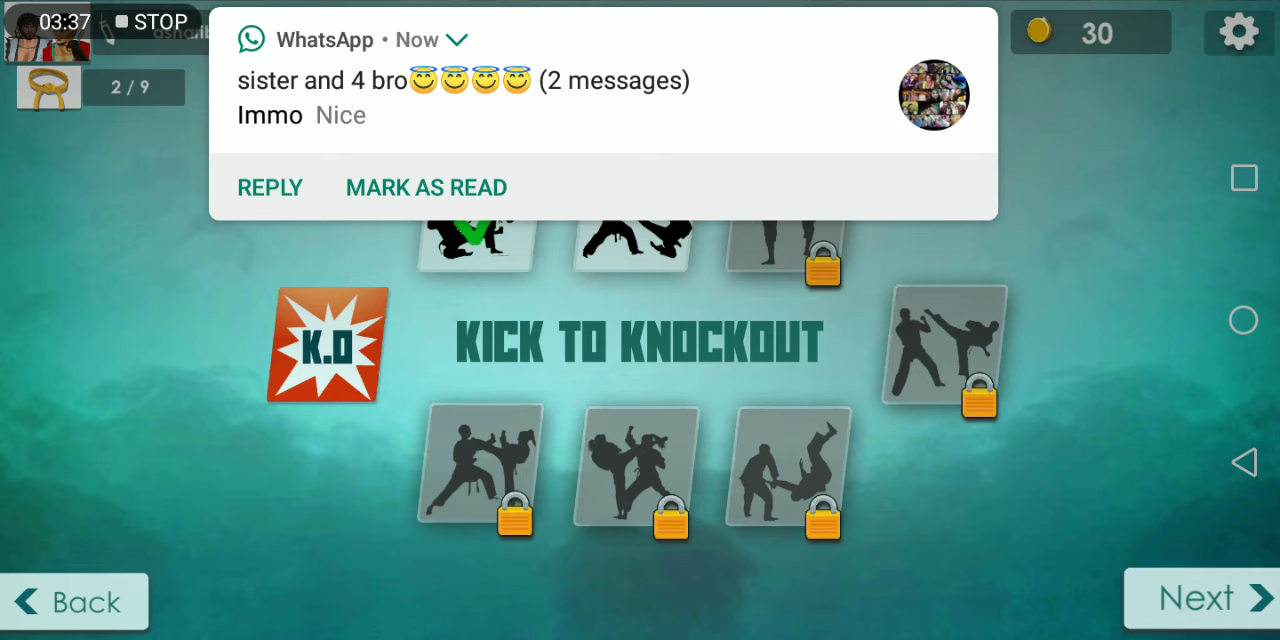 03:37 STOP
WhatsApp • Now
30
sister and 4 bro😇😇😇😇 (2 messages)
2 / 9
Immo Nice
REPLY MARK AS READ
K.O
KICK TO KNOCKOUT
Back
Next